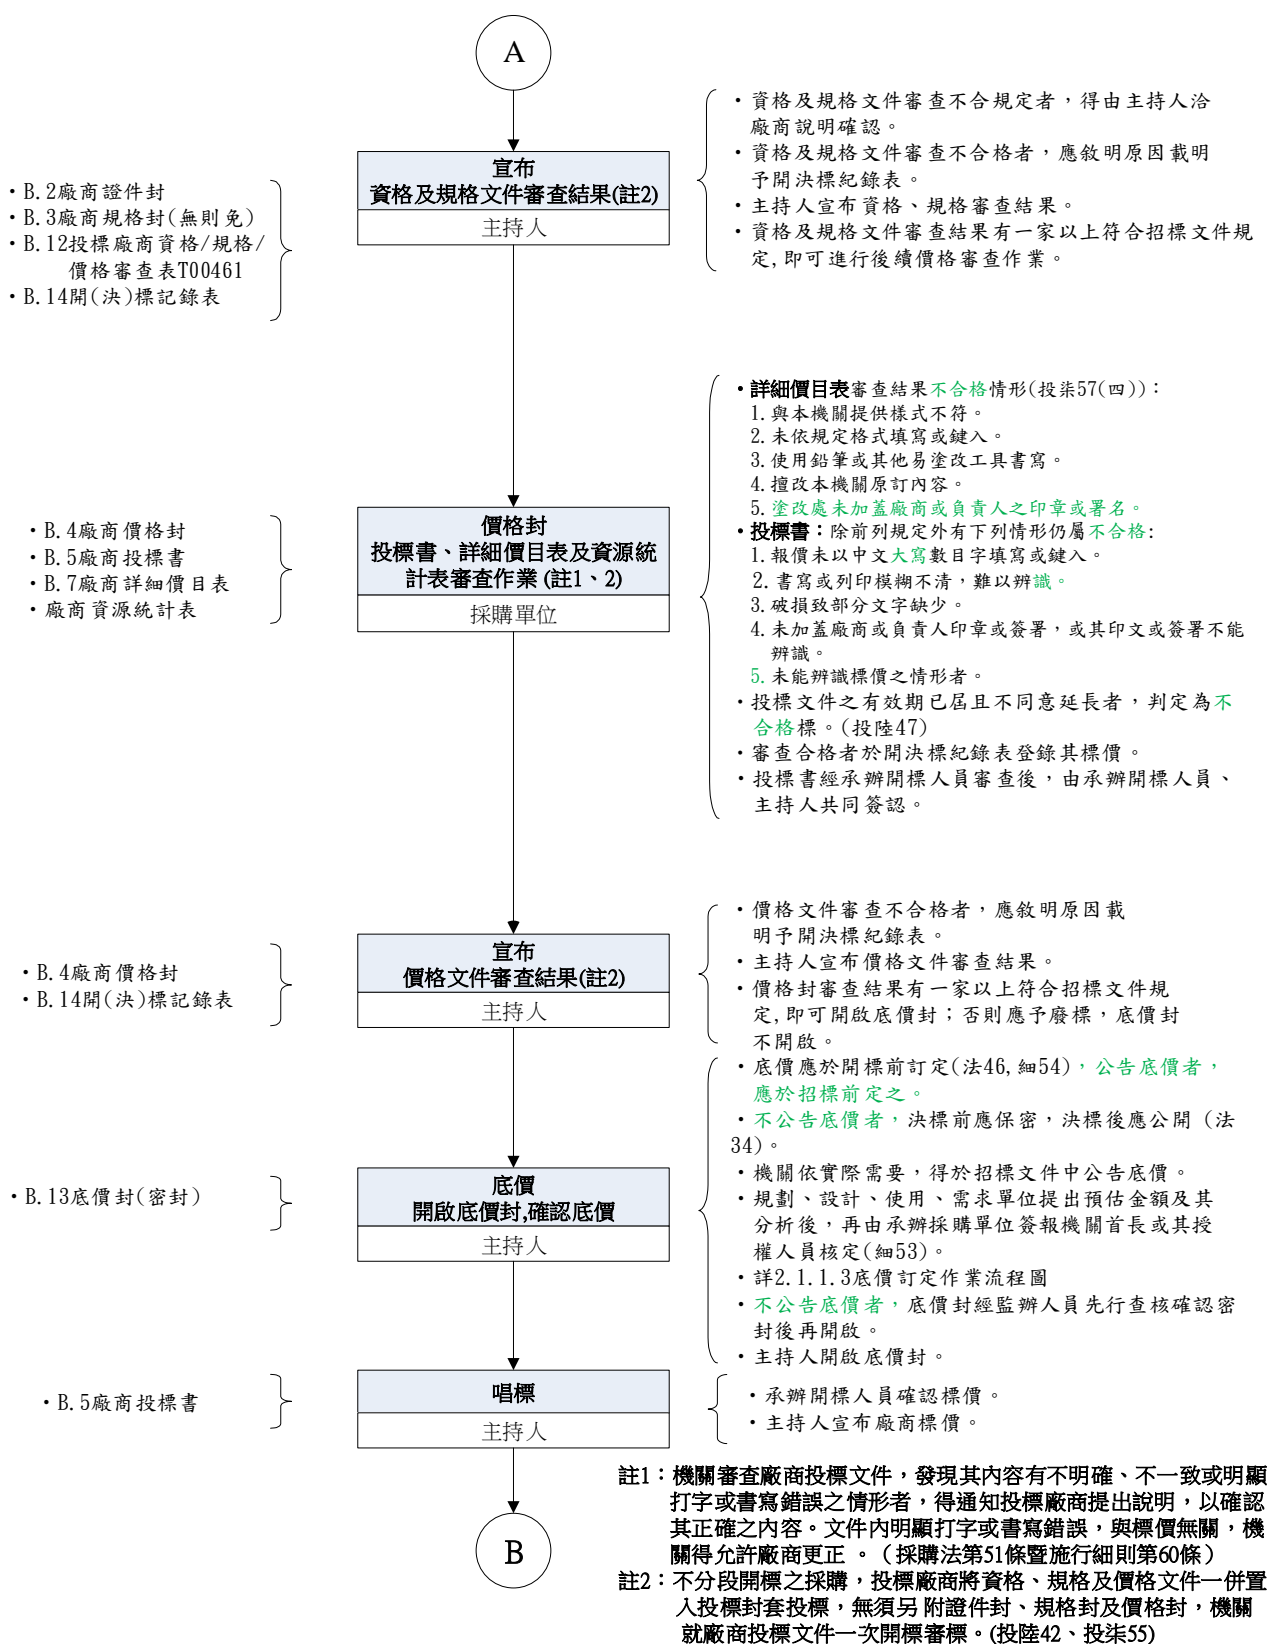 A
・資格及規格文件審查不合規定者，得由主持人洽
廠商說明確認。
・資格及規格文件審查不合格者，應敘明原因載明
予開決標紀錄表。
・主持人宣布資格、規格審查結果。
・資格及規格文件審查結果有一家以上符合招標文件規
定,即可進行後續價格審查作業。
宣布
資格及規格文件審查結果(註2)
主持人
・B.2廠商證件封
・B.3廠商規格封(無則免)
・B.12投標廠商資格/規格/
價格審查表T00461
・B.14開(決)標記錄表
・詳細價目表審查結果不合格情形(投柒57(四))：
1.與本機關提供樣式不符。
2.未依規定格式填寫或鍵入。
3.使用鉛筆或其他易塗改工具書寫。
4.擅改本機關原訂內容。
5.塗改處未加蓋廠商或負責人之印章或署名。
・投標書：除前列規定外有下列情形仍屬不合格:
1.報價未以中文大寫數目字填寫或鍵入。
2.書寫或列印模糊不清，難以辨識。
3.破損致部分文字缺少。
4.未加蓋廠商或負責人印章或簽署，或其印文或簽署不能
辨識。
5.未能辨識標價之情形者。
・投標文件之有效期已屆且不同意延長者，判定為不
合格標。(投陸47)
・審查合格者於開決標紀錄表登錄其標價。
・投標書經承辦開標人員審查後，由承辦開標人員、
主持人共同簽認。
價格封
投標書、詳細價目表及資源統
計表審查作業 (註1、2)
採購單位
・B.4廠商價格封
・B.5廠商投標書
・B.7廠商詳細價目表
・廠商資源統計表
・價格文件審查不合格者，應敘明原因載
明予開決標紀錄表。
・主持人宣布價格文件審查結果。
・價格封審查結果有一家以上符合招標文件規
定,即可開啟底價封；否則應予廢標，底價封
不開啟。
宣布
價格文件審查結果(註2)
主持人
・B.4廠商價格封
・B.14開(決)標記錄表
・底價應於開標前訂定(法46,細54)，公告底價者，
應於招標前定之。
・不公告底價者，決標前應保密，決標後應公開 (法
34)。
・機關依實際需要，得於招標文件中公告底價。
・規劃、設計、使用、需求單位提出預估金額及其
分析後，再由承辦採購單位簽報機關首長或其授
權人員核定(細53)。
・詳2.1.1.3底價訂定作業流程圖
・不公告底價者，底價封經監辦人員先行查核確認密
封後再開啟。
・主持人開啟底價封。
底價
開啟底價封,確認底價
主持人
・B.13底價封(密封)
唱標
主持人
・B.5廠商投標書
・承辦開標人員確認標價。
・主持人宣布廠商標價。
B
註1：機關審查廠商投標文件，發現其內容有不明確、不一致或明顯
打字或書寫錯誤之情形者，得通知投標廠商提出說明，以確認
其正確之內容。文件內明顯打字或書寫錯誤，與標價無關，機
關得允許廠商更正 。（採購法第51條暨施行細則第60條）
註2：不分段開標之採購，投標廠商將資格、規格及價格文件一併置
入投標封套投標，無須另附證件封、規格封及價格封，機關
就廠商投標文件一次開標審標。(投陸42、投柒55)